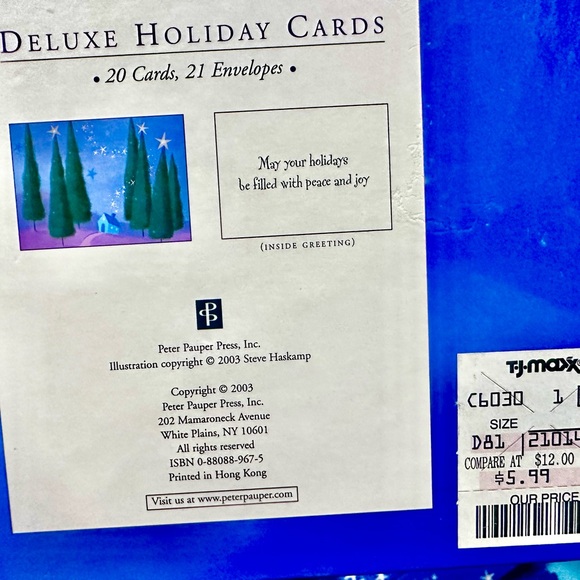 DELUXE HOLIDAY CARDS
• 20 Cards, 21 Envelopes •
May your holidays
be filled with peace and joy
(INSIDE GREETING)
Peter Pauper Press, Inc.
Illustration copyright © 2003 Steve Haskamp
Copyright © 2003
Peter Pauper Press, Inc.
202 Mamaroneck Avenue
White Plains, NY 10601
All rights reserved
ISBN 0-88088-967-5
Printed in Hong Kong
Visit us at www.peterpauper.com
T·J·maxx
C6030 1
SIZE
D81 21014
COMPARE AT $12.00
$5.99
OUR PRICE